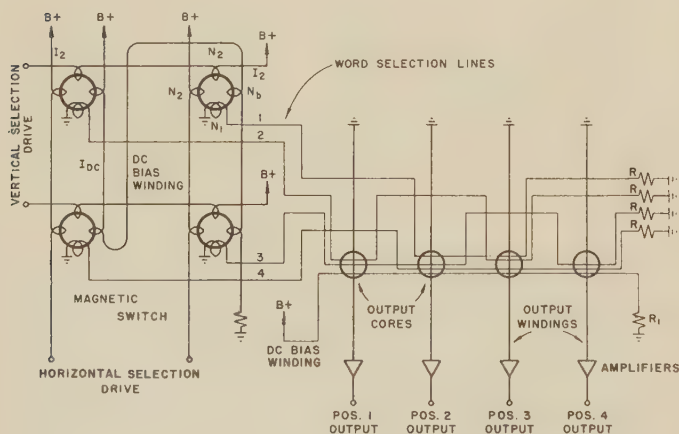 B+ B+ B+
I₂ N₂ B+
I₂
N₂ N_b
WORD SELECTION LINES
VERTICAL SELECTION
DRIVE
N₁ 1
2
I_DC DC
BIAS
WINDING
R
R
B+
R
R
3
4
MAGNETIC
SWITCH
B+
OUTPUT
CORES
OUTPUT
WINDINGS
R₁
DC BIAS
WINDING
HORIZONTAL SELECTION
DRIVE
AMPLIFIERS
POS. 1
OUTPUT
POS. 2
OUTPUT
POS. 3
OUTPUT
POS. 4
OUTPUT